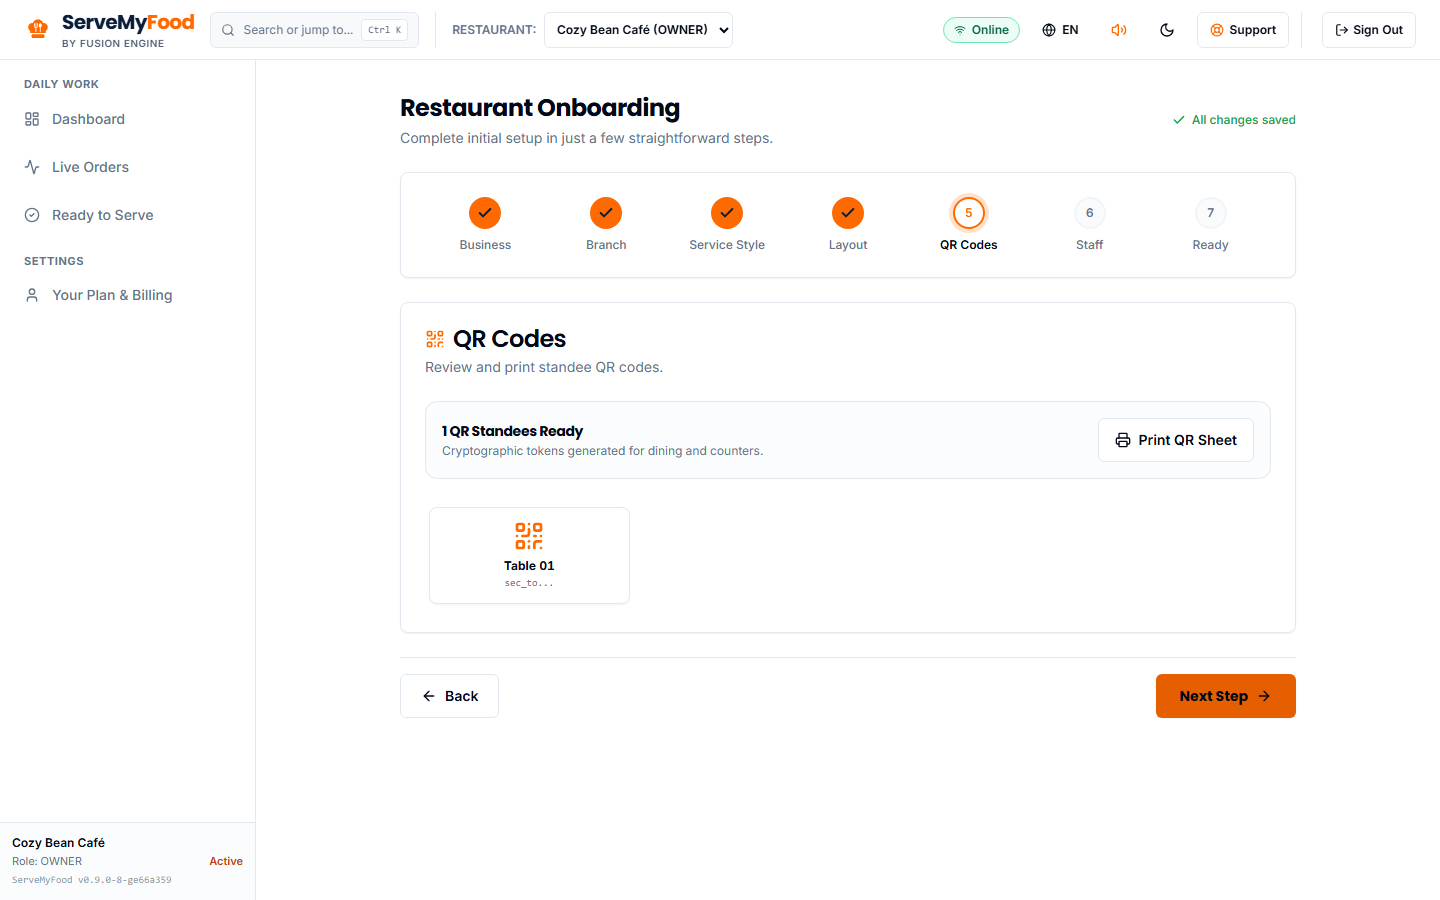 ServeMyFood
BY FUSION ENGINE
Search or jump to... Ctrl K
RESTAURANT: Cozy Bean Café (OWNER)
Online
EN
Support
Sign Out
DAILY WORK
Dashboard
Live Orders
Ready to Serve
SETTINGS
Your Plan & Billing
Cozy Bean Café
Role: OWNER Active
ServeMyFood v0.9.0-8-ge66a359
Restaurant Onboarding
Complete initial setup in just a few straightforward steps.
All changes saved
5 6 7
Business Branch Service Style Layout QR Codes Staff Ready
QR Codes
Review and print standee QR codes.
1 QR Standees Ready
Cryptographic tokens generated for dining and counters.
Print QR Sheet
Table 01
sec_to...
Back
Next Step